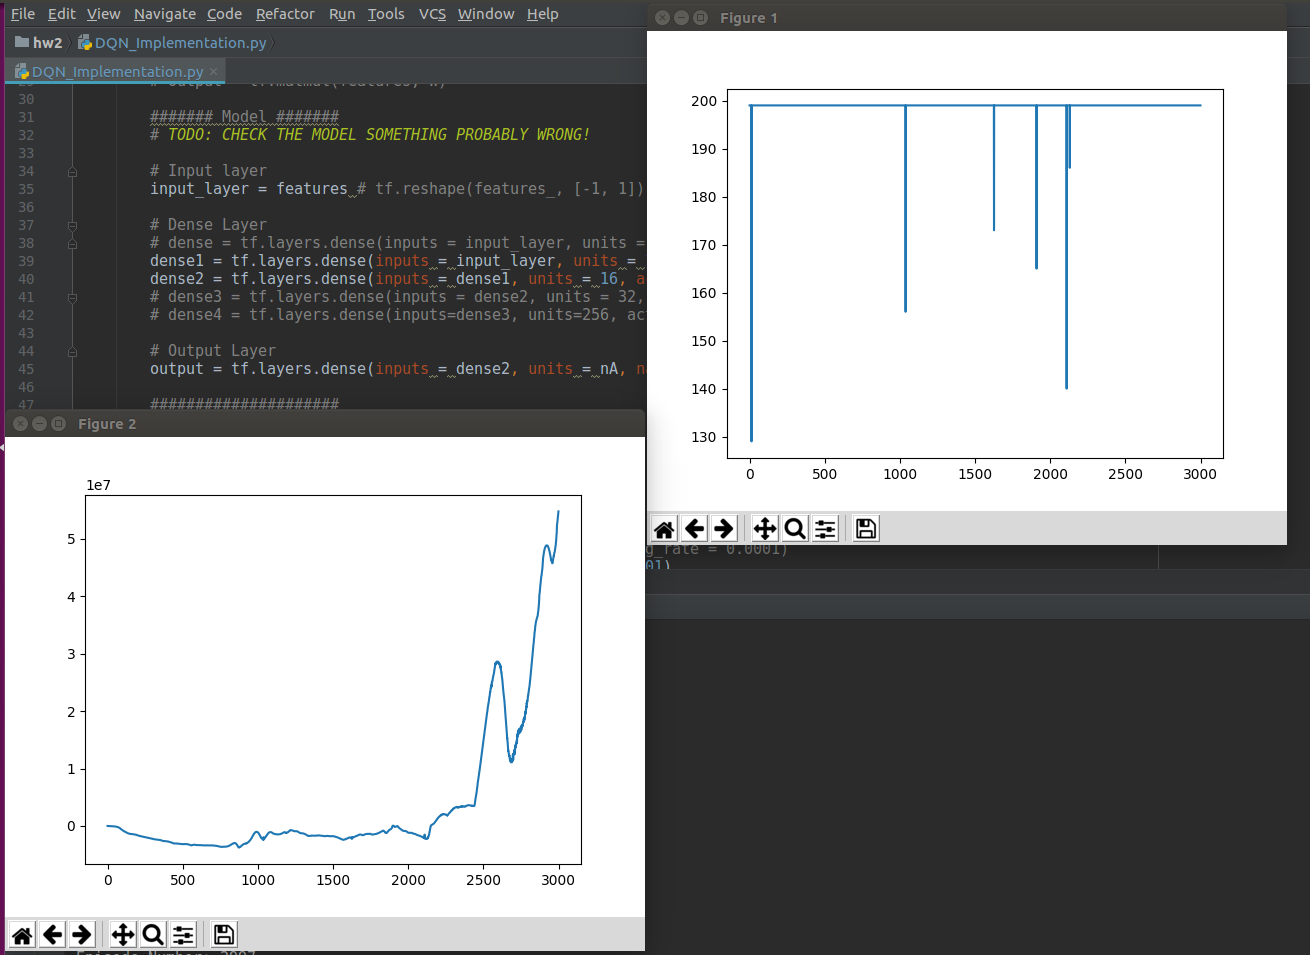 File Edit View Navigate Code Refactor Run Tools VCS Window Help
hw2 DQN_Implementation.py
DQN_Implementation.py ×
30
31 ####### Model #######
32 # TODO: CHECK THE MODEL SOMETHING PROBABLY WRONG!
33
34 # Input layer
35 input_layer = features # tf.reshape(features_, [-1, 1])
36
37 # Dense Layer
38 # dense = tf.layers.dense(inputs = input_layer, units =
39 dense1 = tf.layers.dense(inputs = input_layer, units =
40 dense2 = tf.layers.dense(inputs = dense1, units = 16, a
41 # dense3 = tf.layers.dense(inputs = dense2, units = 32,
42 # dense4 = tf.layers.dense(inputs=dense3, units=256, ac
43
44 # Output Layer
45 output = tf.layers.dense(inputs = dense2, units = nA, n
46
47 #####################
Figure 1
200
190
180
170
160
150
140
130
0 500 1000 1500 2000 2500 3000
g_rate = 0.0001)
01)
Figure 2
1e7
5
4
3
2
1
0
0 500 1000 1500 2000 2500 3000